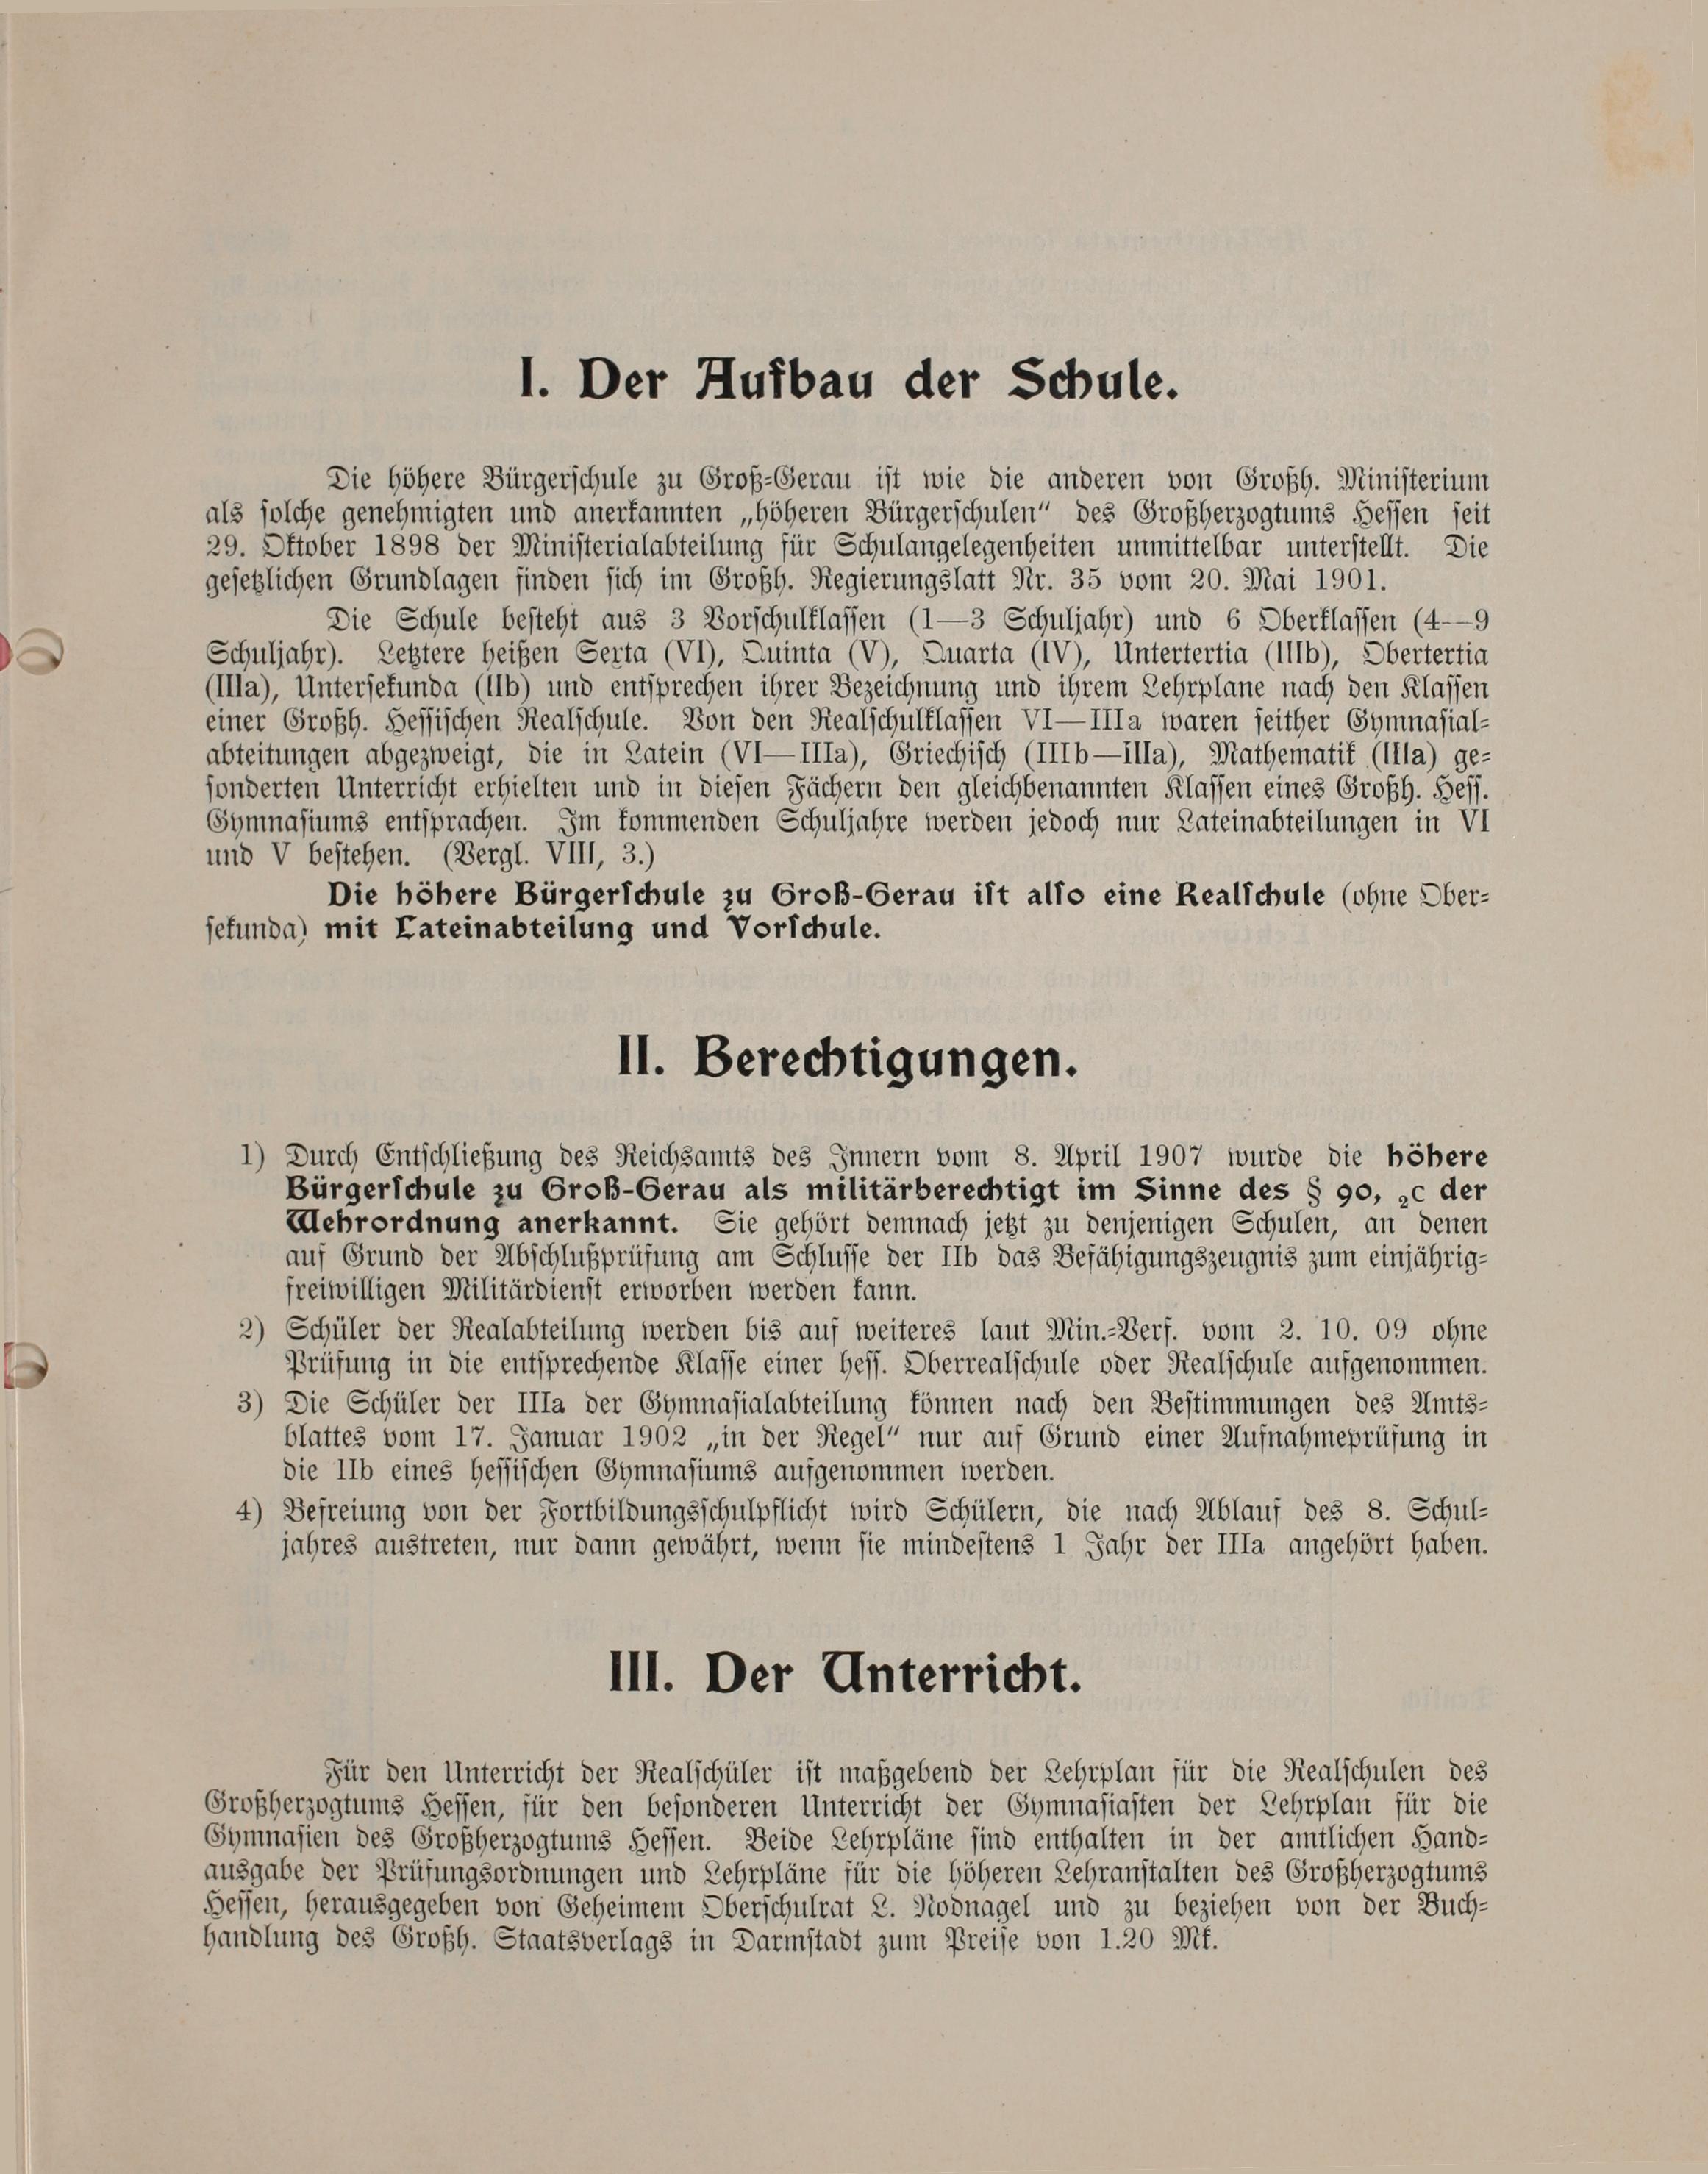 I. Der Aufbau der Schule.
Die höhere Bürgerschule zu Groß-Gerau ist wie die anderen von Großh. Ministerium
als solche genehmigten und anerkannten „höheren Bürgerschulen“ des Großherzogtums Hessen seit
29. Oktober 1898 der Ministerialabteilung für Schulangelegenheiten unmittelbar unterstellt. Die
gesetzlichen Grundlagen finden sich im Großh. Regierungslatt Nr. 35 vom 20. Mai 1901.
Die Schule besteht aus 3 Vorschulklassen (1—3 Schuljahr) und 6 Oberklassen (4—9
Schuljahr). Letztere heißen Sexta (VI), Quinta (V), Quarta (IV), Untertertia (IIIb), Obertertia
(IIIa), Untersekunda (IIb) und entsprechen ihrer Bezeichnung und ihrem Lehrplane nach den Klassen
einer Großh. Hessischen Realschule. Von den Realschulklassen VI—IIIa waren seither Gymnasial-
abteitungen abgezweigt, die in Latein (VI—IIIa), Griechisch (IIIb—IIIa), Mathematik (IIIa) ge-
sonderten Unterricht erhielten und in diesen Fächern den gleichbenannten Klassen eines Großh. Hess.
Gymnasiums entsprachen. Im kommenden Schuljahre werden jedoch nur Lateinabteilungen in VI
und V bestehen. (Vergl. VIII, 3.)
Die höhere Bürgerschule zu Groß-Gerau ist also eine Realschule (ohne Ober-
sekunda) mit Lateinabteilung und Vorschule.
II. Berechtigungen.
1) Durch Entschließung des Reichsamts des Innern vom 8. April 1907 wurde die höhere
Bürgerschule zu Groß-Gerau als militärberechtigt im Sinne des § 90, 2c der
Wehrordnung anerkannt. Sie gehört demnach jetzt zu denjenigen Schulen, an denen
auf Grund der Abschlußprüfung am Schlusse der IIb das Befähigungszeugnis zum einjährig-
freiwilligen Militärdienst erworben werden kann.
2) Schüler der Realabteilung werden bis auf weiteres laut Min.-Verf. vom 2. 10. 09 ohne
Prüfung in die entsprechende Klasse einer hess. Oberrealschule oder Realschule aufgenommen.
3) Die Schüler der IIIa der Gymnasialabteilung können nach den Bestimmungen des Amts-
blattes vom 17. Januar 1902 „in der Regel“ nur auf Grund einer Aufnahmeprüfung in
die IIb eines hessischen Gymnasiums aufgenommen werden.
4) Befreiung von der Fortbildungsschulpflicht wird Schülern, die nach Ablauf des 8. Schul-
jahres austreten, nur dann gewährt, wenn sie mindestens 1 Jahr der IIIa angehört haben.
III. Der Unterricht.
Für den Unterricht der Realschüler ist maßgebend der Lehrplan für die Realschulen des
Großherzogtums Hessen, für den besonderen Unterricht der Gymnasiasten der Lehrplan für die
Gymnasien des Großherzogtums Hessen. Beide Lehrpläne sind enthalten in der amtlichen Hand-
ausgabe der Prüfungsordnungen und Lehrpläne für die höheren Lehranstalten des Großherzogtums
Hessen, herausgegeben von Geheimem Oberschulrat L. Nodnagel und zu beziehen von der Buch-
handlung des Großh. Staatsverlags in Darmstadt zum Preise von 1.20 Mk.